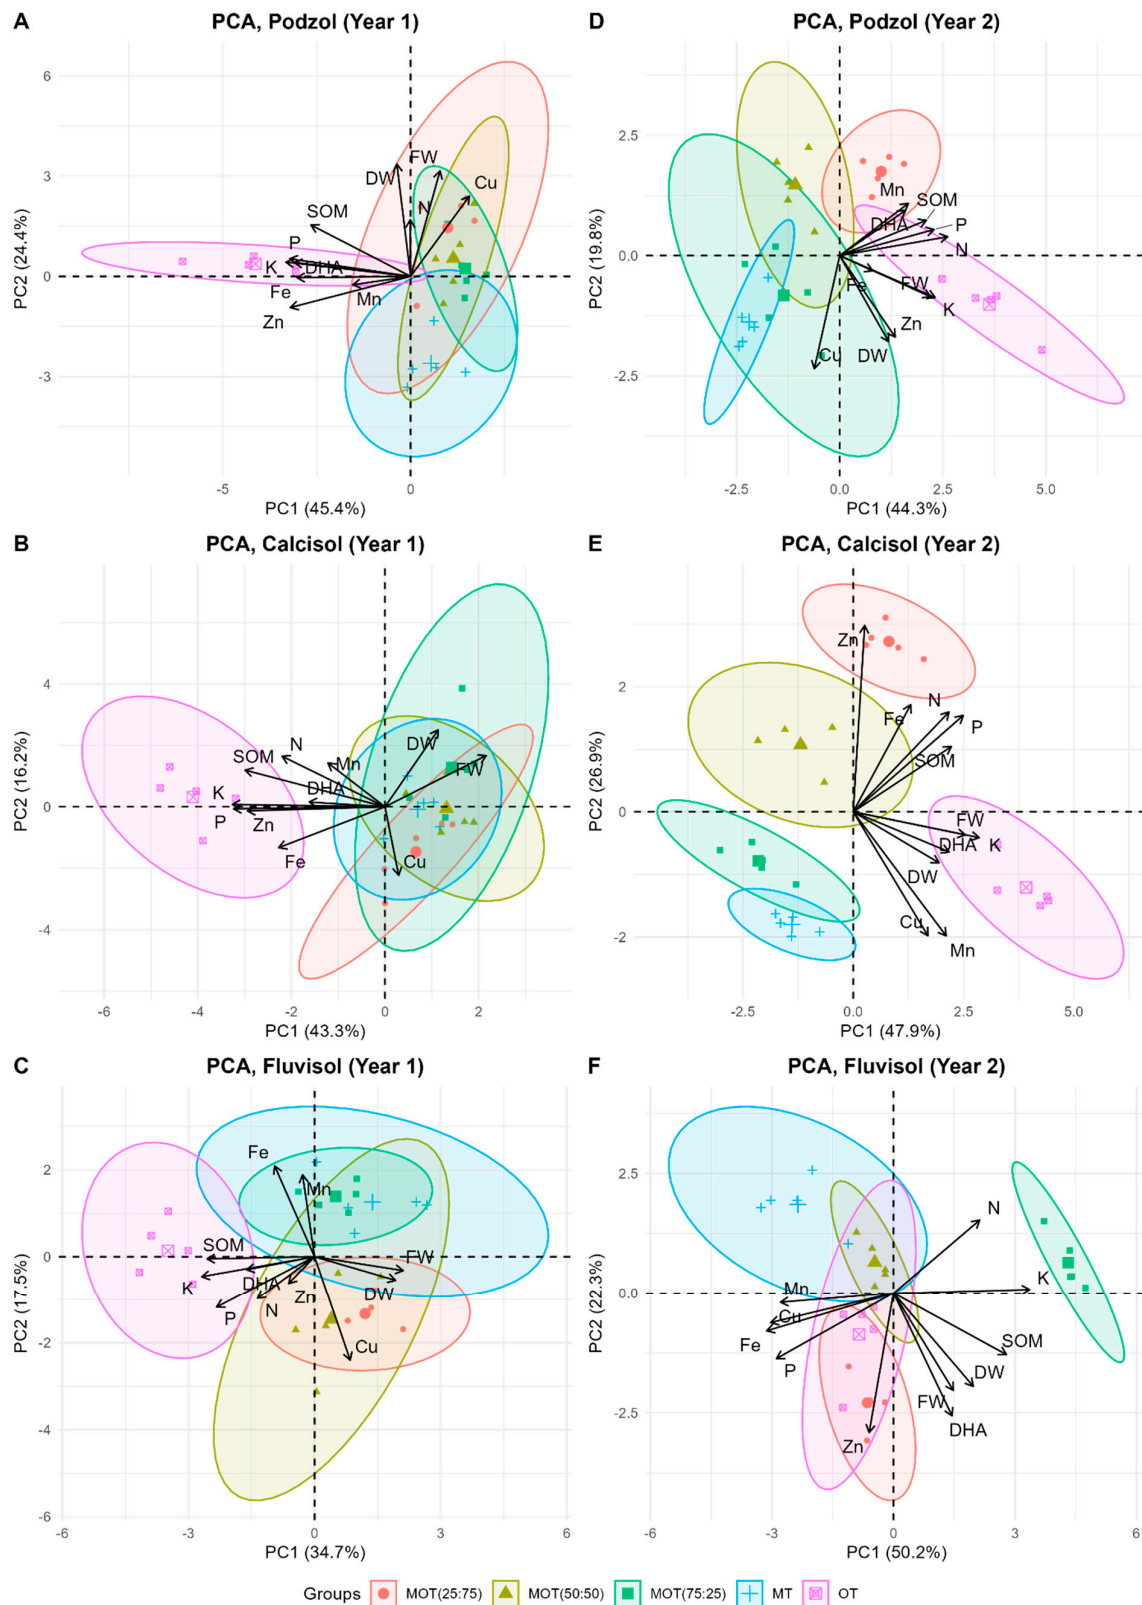 A PCA, Podzol (Year 1)
6
3
0
-3
PC2 (24.4%)
FW
DW
Cu
N
SOM
P
K
DHA
Fe
Mn
Zn
-5
0
PC1 (45.4%)
D PCA, Podzol (Year 2)
2.5
0.0
-2.5
PC2 (19.8%)
Mn
SOM
DHA
P
N
Fe
FW
K
Zn
DW
Cu
-2.5
0.0
2.5
5.0
PC1 (44.3%)
B PCA, Calcisol (Year 1)
4
0
-4
PC2 (16.2%)
N
DW
SOM
Mn
FW
K
DHA
P
Zn
Fe
Cu
-6
-4
-2
0
2
PC1 (43.3%)
E PCA, Calcisol (Year 2)
2
0
-2
PC2 (26.9%)
Zn
N
Fe
P
SOM
FW
DHA
K
DW
Cu
Mn
-2.5
0.0
2.5
5.0
PC1 (47.9%)
C PCA, Fluvisol (Year 1)
2
0
-2
-4
-6
PC2 (17.5%)
Fe
Mn
SOM
FW
K
DHA
Zn
DW
P
N
Cu
-6
-3
0
3
6
PC1 (34.7%)
F PCA, Fluvisol (Year 2)
2.5
0.0
-2.5
PC2 (22.3%)
N
Mn
K
Cu
Fe
SOM
P
DW
FW
DHA
Zn
-6
-3
0
3
6
PC1 (50.2%)
Groups MOT(25:75) MOT(50:50) MOT(75:25) MT OT